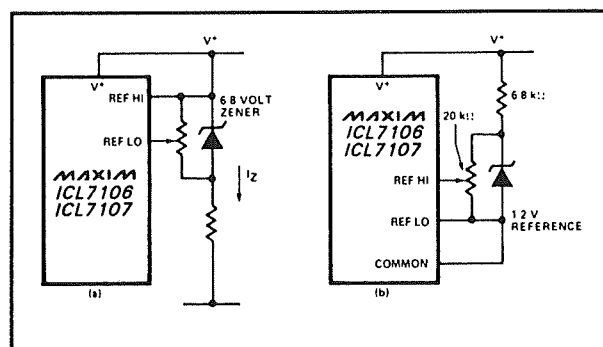 V+
V+
REF HI
6 8 VOLT
ZENER
REF LO
MAXIM
ICL7106
ICL7107
IZ
(a)
V+
V+
6 8 kΩ
20 kΩ
MAXIM
ICL7106
ICL7107
REF HI
REF LO
1 2 V
REFERENCE
COMMON
(b)